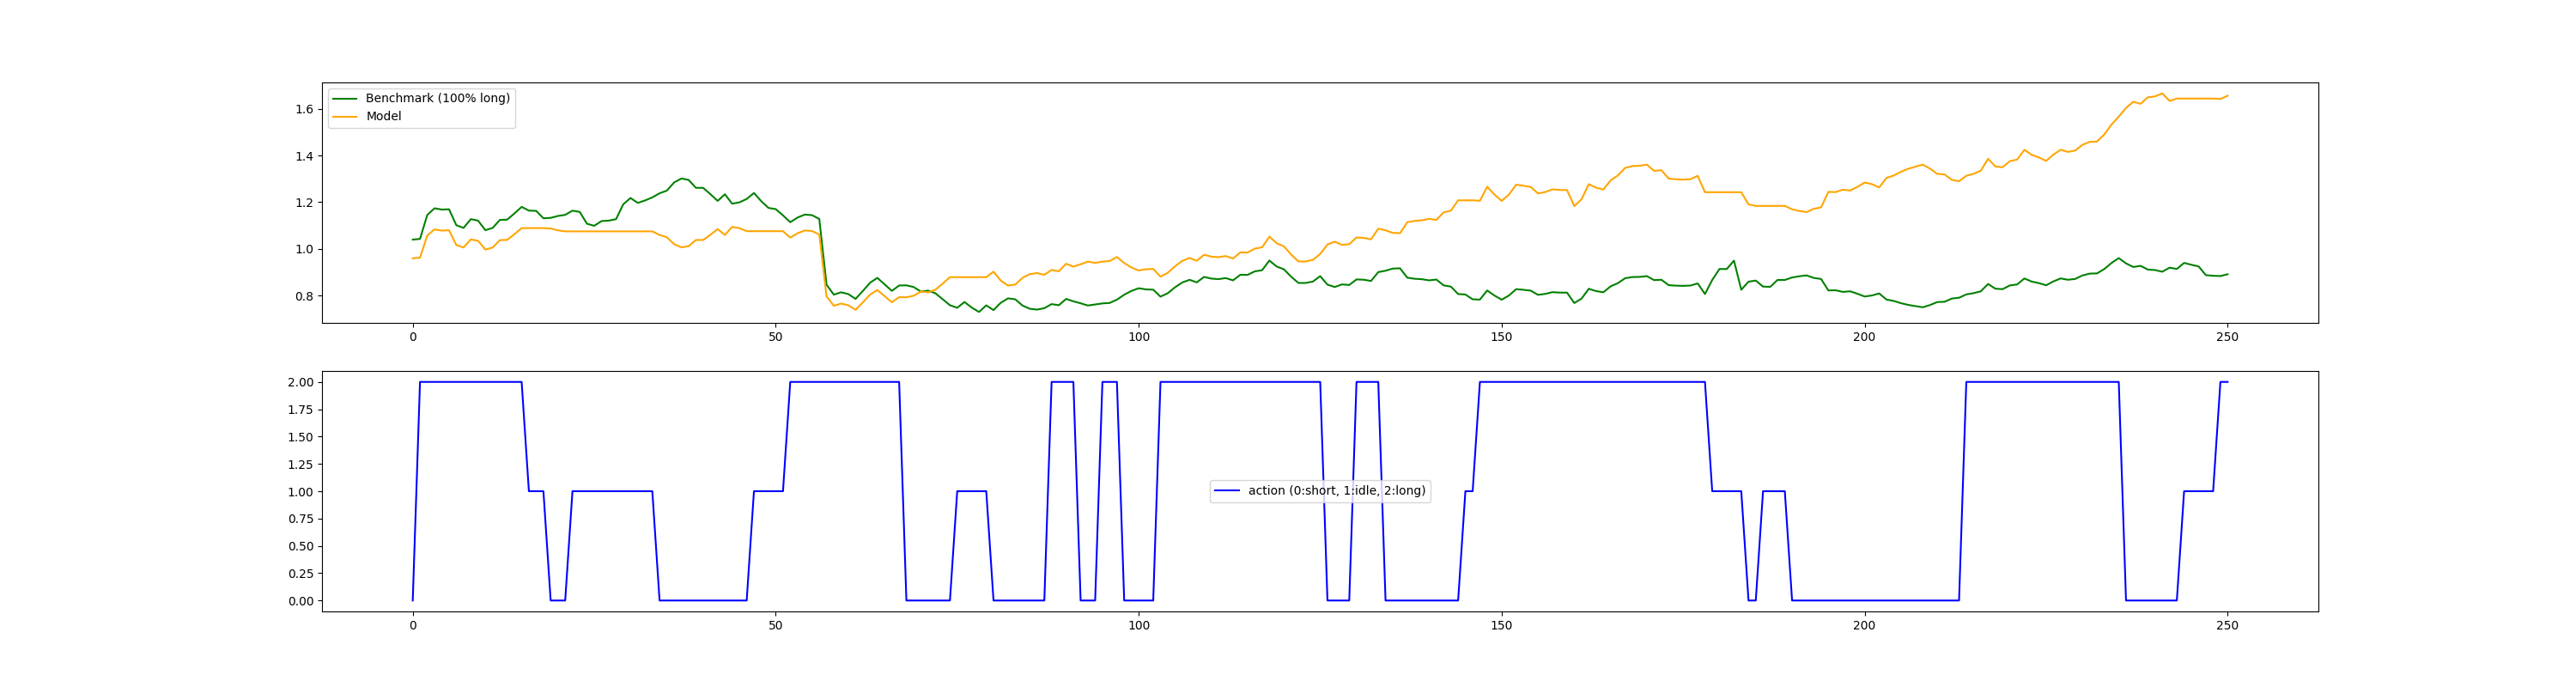 Benchmark (100% long)
Model
1.6
1.4
1.2
1.0
0.8
0 50 100 150 200 250
2.00
1.75
1.50
1.25
1.00
0.75
0.50
0.25
0.00
action (0:short, 1:idle, 2:long)
0 50 100 150 200 250